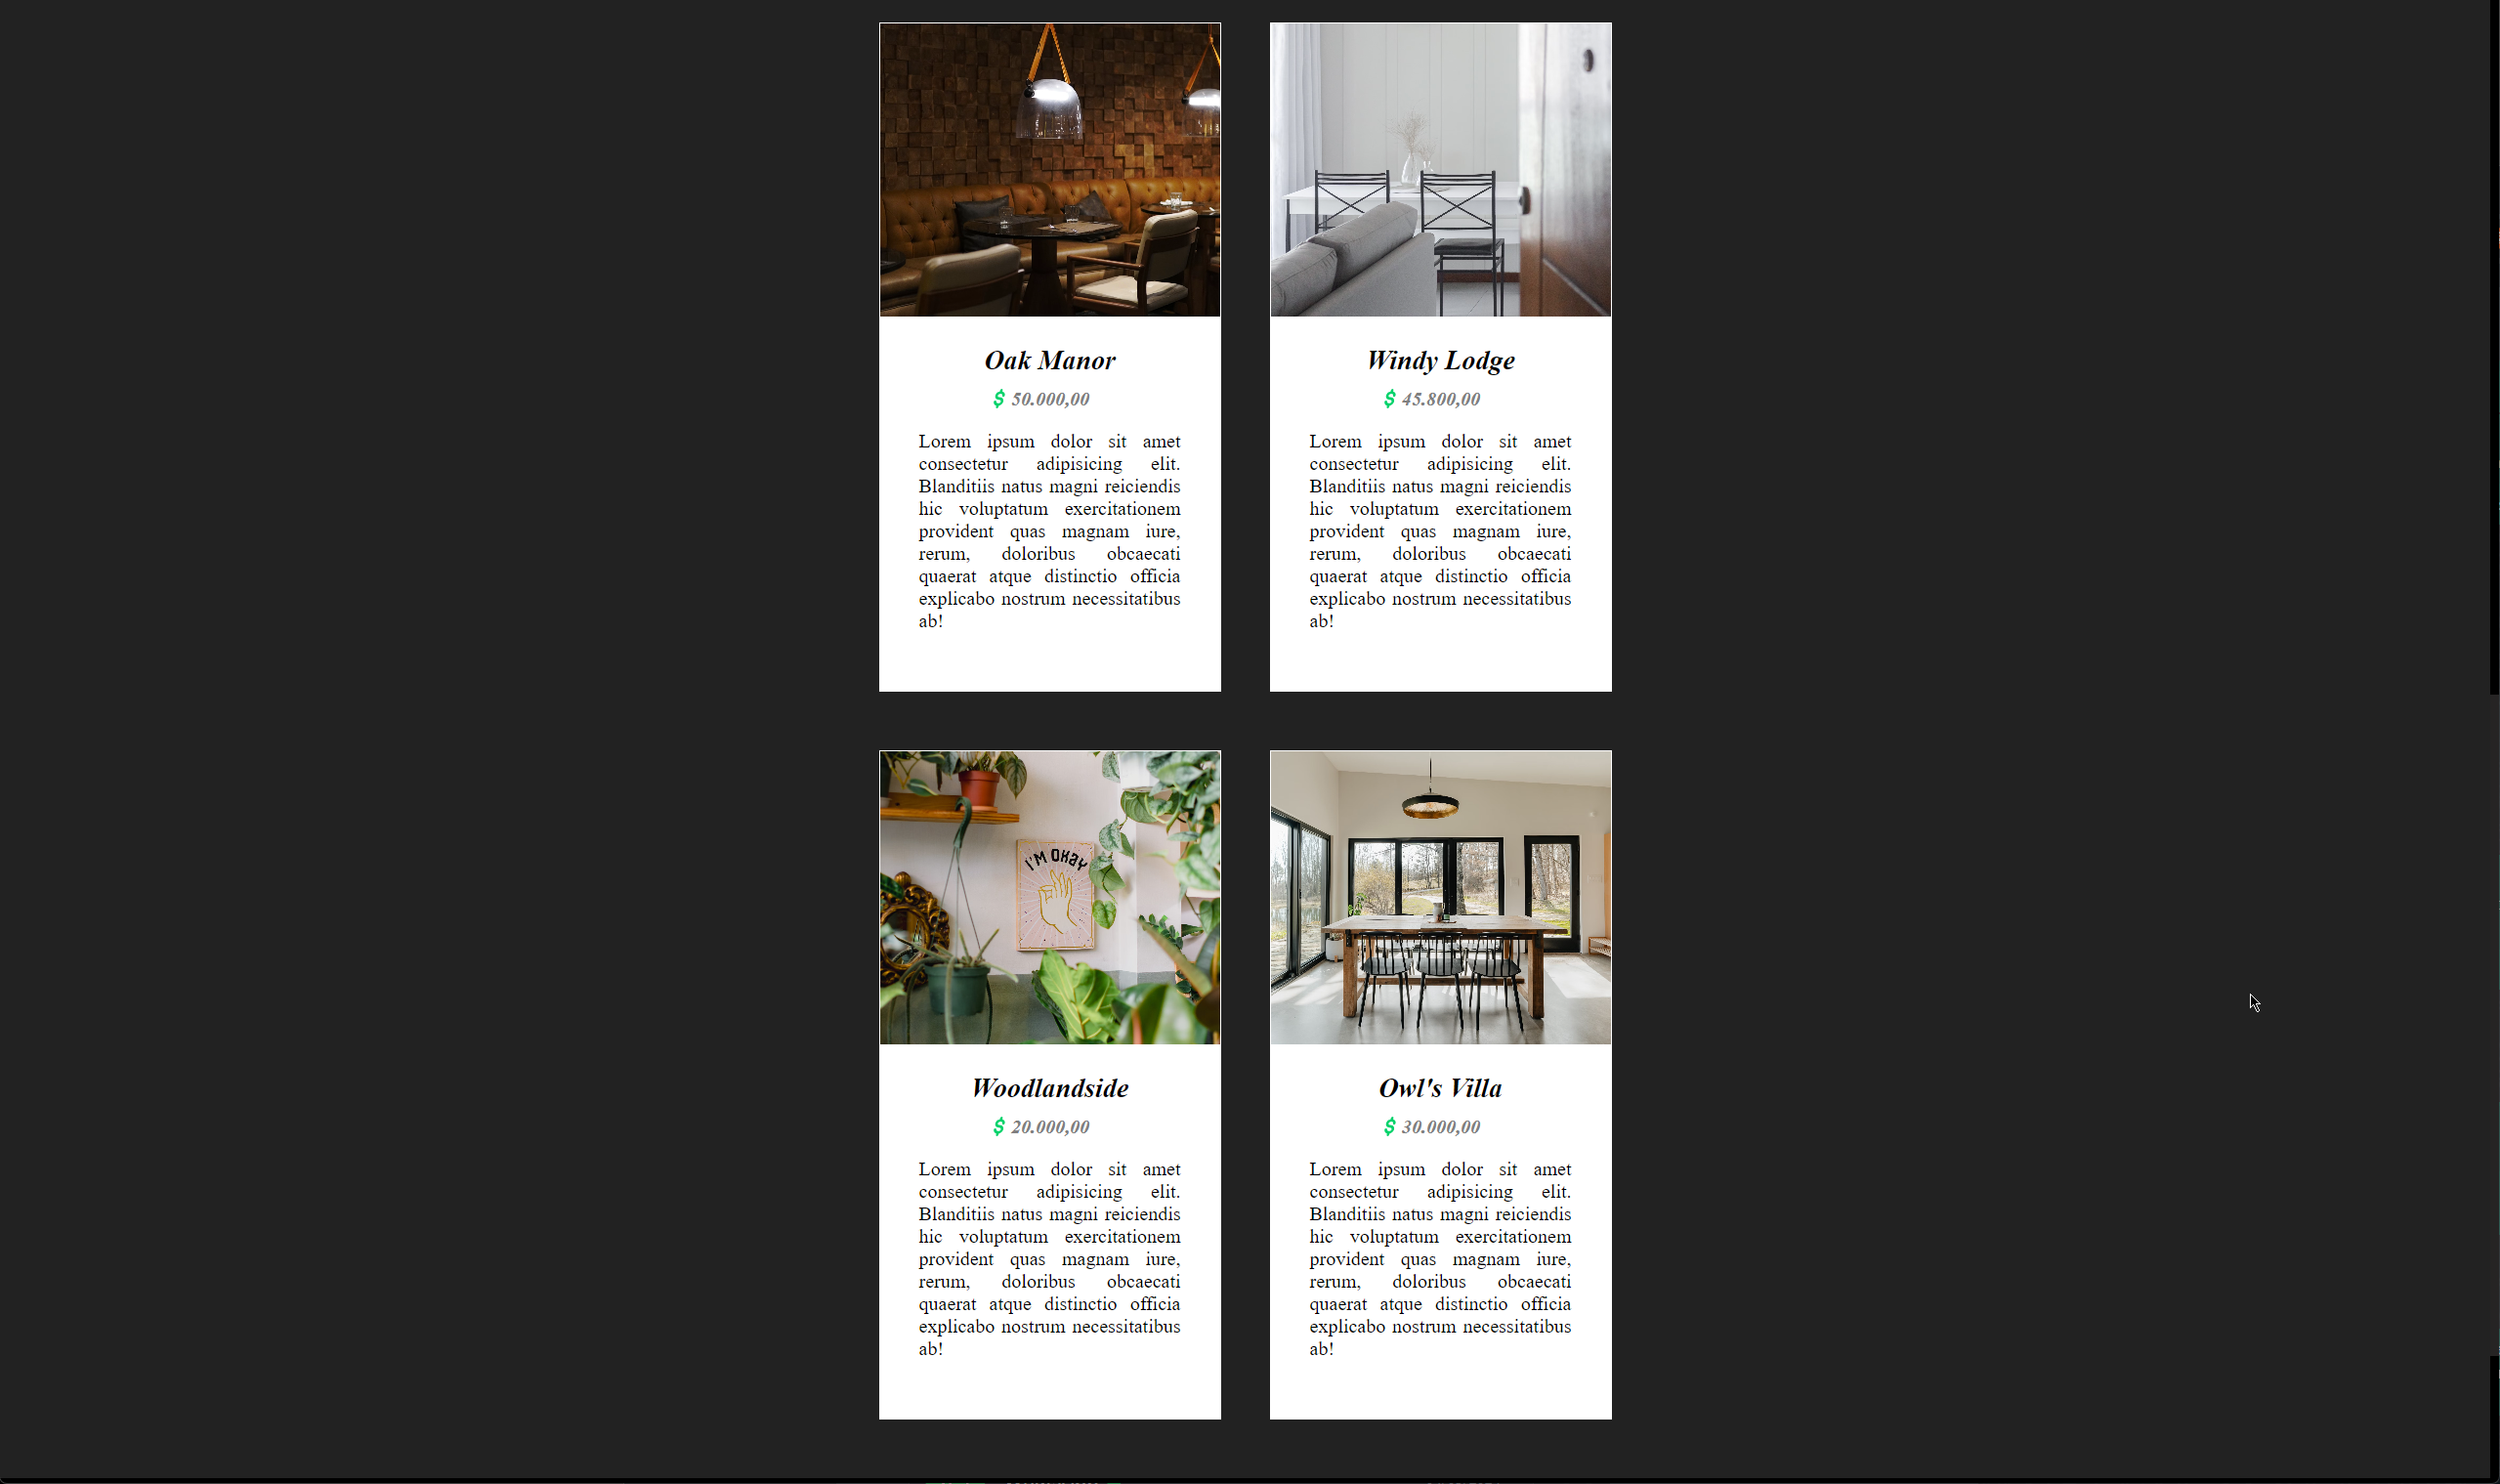 Oak Manor
$ 50.000,00
Lorem ipsum dolor sit amet
consectetur adipisicing elit.
Blanditiis natus magni reiciendis
hic voluptatum exercitationem
provident quas magnam iure,
rerum, doloribus obcaecati
quaerat atque distinctio officia
explicabo nostrum necessitatibus
ab!
Windy Lodge
$ 45.800,00
Lorem ipsum dolor sit amet
consectetur adipisicing elit.
Blanditiis natus magni reiciendis
hic voluptatum exercitationem
provident quas magnam iure,
rerum, doloribus obcaecati
quaerat atque distinctio officia
explicabo nostrum necessitatibus
ab!
I'M OKAY
Woodlandside
$ 20.000,00
Lorem ipsum dolor sit amet
consectetur adipisicing elit.
Blanditiis natus magni reiciendis
hic voluptatum exercitationem
provident quas magnam iure,
rerum, doloribus obcaecati
quaerat atque distinctio officia
explicabo nostrum necessitatibus
ab!
Owl's Villa
$ 30.000,00
Lorem ipsum dolor sit amet
consectetur adipisicing elit.
Blanditiis natus magni reiciendis
hic voluptatum exercitationem
provident quas magnam iure,
rerum, doloribus obcaecati
quaerat atque distinctio officia
explicabo nostrum necessitatibus
ab!